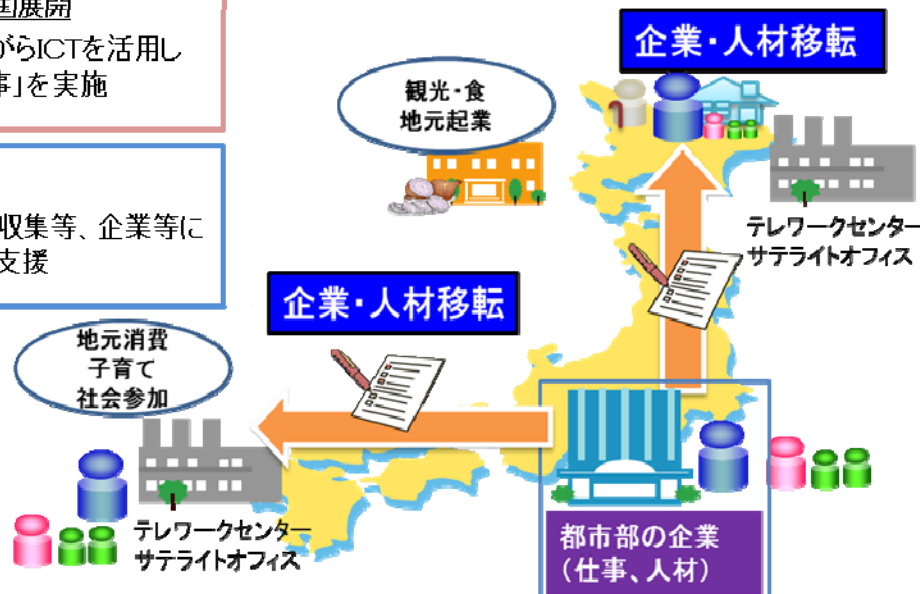 国展開
がらICTを活用し
事」を実施
収集等、企業等に
支援
企業・人材移転
観光・食
地元起業
テレワークセンター
サテライトオフィス
企業・人材移転
地元消費
子育て
社会参加
テレワークセンター
サテライトオフィス
都市部の企業
（仕事、人材）